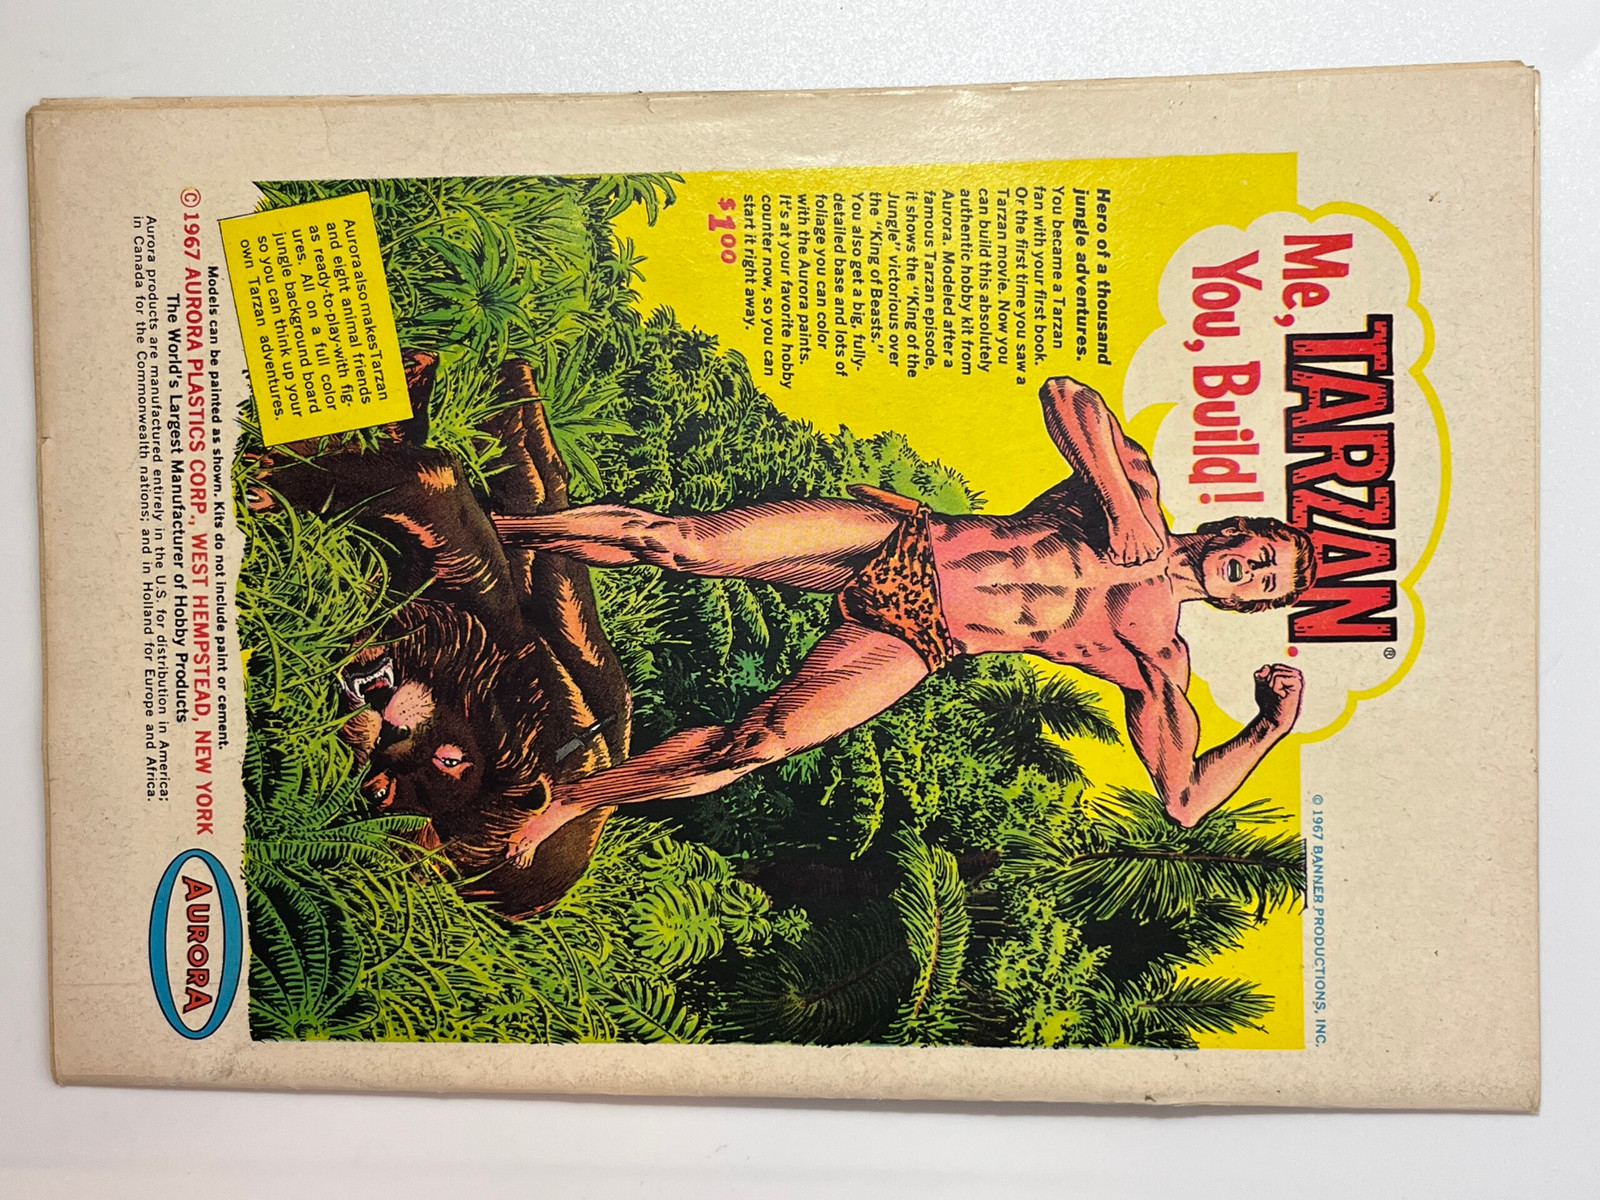 Me, TARZAN.®
You, Build!
© 1967 BANNER PRODUCTIONS, INC.
Hero of a thousand
jungle adventures.
You became a Tarzan
fan with your first book.
Or the first time you saw a
Tarzan movie. Now you
can build this absolutely
authentic hobby kit from
Aurora. Modeled after a
famous Tarzan episode,
it shows the "King of the
Jungle" victorious over
the "King of Beasts."
You also get a big, fully-
detailed base and lots of
foliage you can color
with the Aurora paints.
It's at your favorite hobby
counter now, so you can
start it right away.
$100
Aurora also makes Tarzan
and eight animal friends
as ready-to-play-with fig-
ures. All on a full color
jungle background board
so you can think up your
own Tarzan adventures.
Models can be painted as shown. Kits do not include paint or cement.
© 1967 AURORA PLASTICS CORP., WEST HEMPSTEAD, NEW YORK
The World's Largest Manufacturer of Hobby Products
Aurora products are manufactured entirely in the U.S. for distribution in America;
in Canada for the Commonwealth nations; and in Holland for Europe and Africa.
AURORA